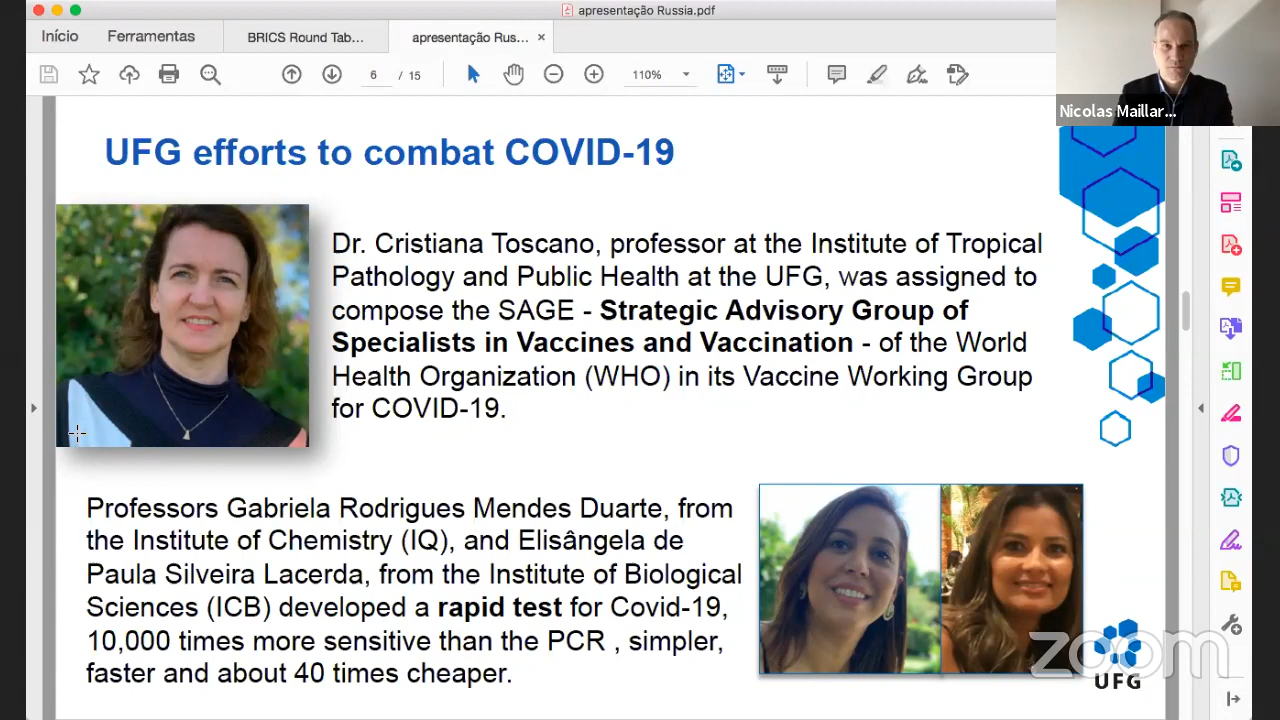 apresentação Russia.pdf
Início
Ferramentas
BRICS Round Tab...
apresentação Rus...
6 / 15
110%
Nicolas Maillar...
UFG efforts to combat COVID-19
Dr. Cristiana Toscano, professor at the Institute of Tropical
Pathology and Public Health at the UFG, was assigned to
compose the SAGE - Strategic Advisory Group of
Specialists in Vaccines and Vaccination - of the World
Health Organization (WHO) in its Vaccine Working Group
for COVID-19.
Professors Gabriela Rodrigues Mendes Duarte, from
the Institute of Chemistry (IQ), and Elisângela de
Paula Silveira Lacerda, from the Institute of Biological
Sciences (ICB) developed a rapid test for Covid-19,
10,000 times more sensitive than the PCR , simpler,
faster and about 40 times cheaper.
zoom
UFG